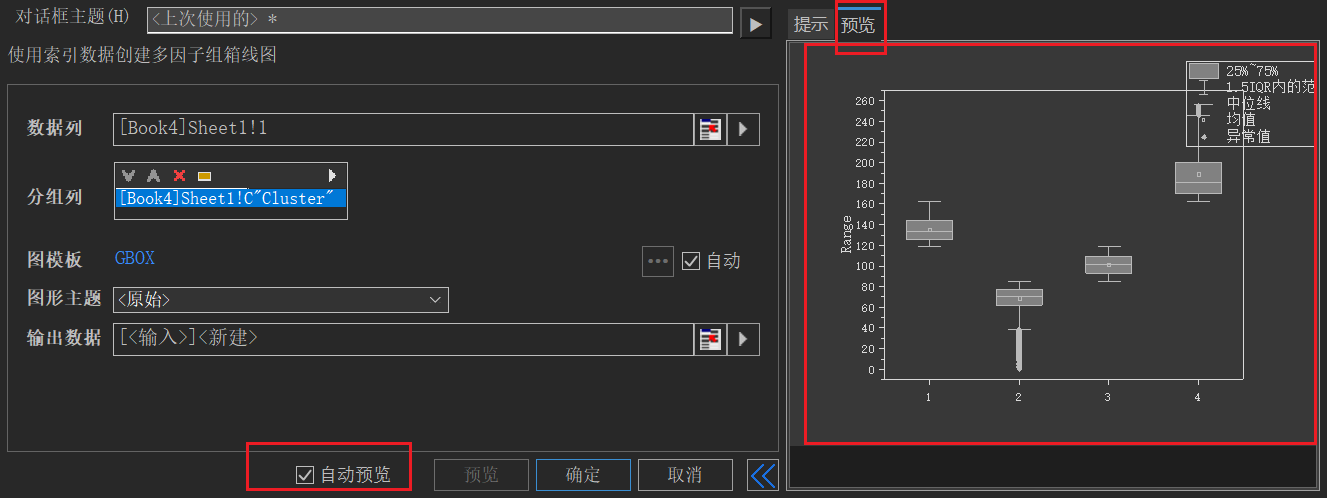 对话框主题(H)
<上次使用的> *
使用索引数据创建多因子组箱线图
数据列
[Book4]Sheet1!1
分组列
[Book4]Sheet1!C"Cluster"
图模板
GBOX
自动
图形主题
<原始>
输出数据
[<输入>]<新建>
自动预览
预览
确定
取消
提示
预览
25%~75%
1.5IQR内的范
中位线
均值
异常值
Range
260
240
220
200
180
160
140
120
100
80
60
40
20
0
1
2
3
4